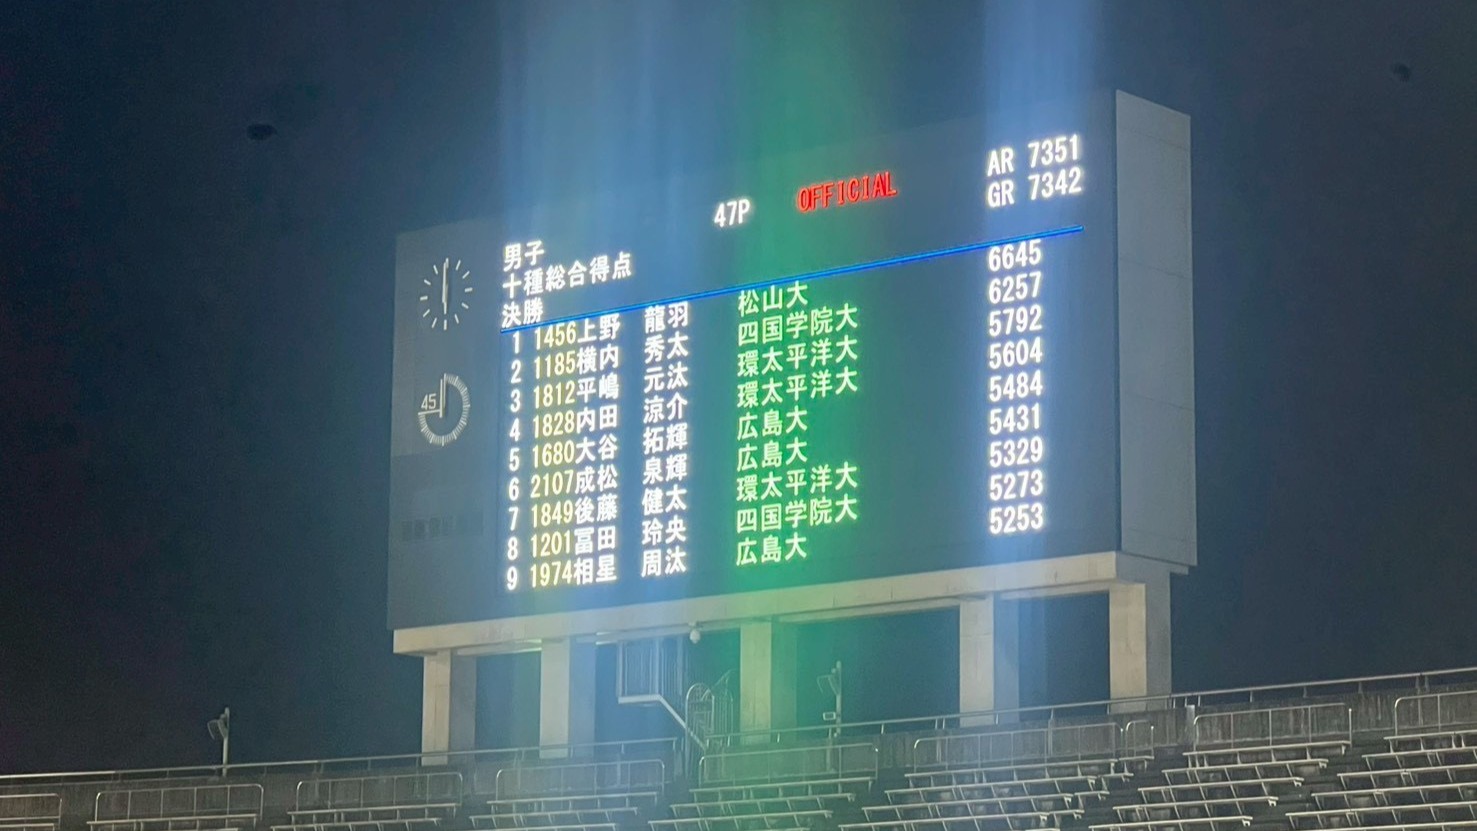 AR 7351
47P OFFICIAL GR 7342
男子
十種総合得点
決勝
1 1456上野 龍羽 松山大 6645
2 1185横内 秀太 四国学院大 6257
3 1812平嶋 元汰 環太平洋大 5792
4 1828内田 涼介 環太平洋大 5604
5 1680大谷 拓輝 広島大 5484
6 2107成松 泉輝 広島大 5431
7 1849後藤 健太 環太平洋大 5329
8 1201冨田 玲央 四国学院大 5273
9 1974相星 周汰 広島大 5253
45